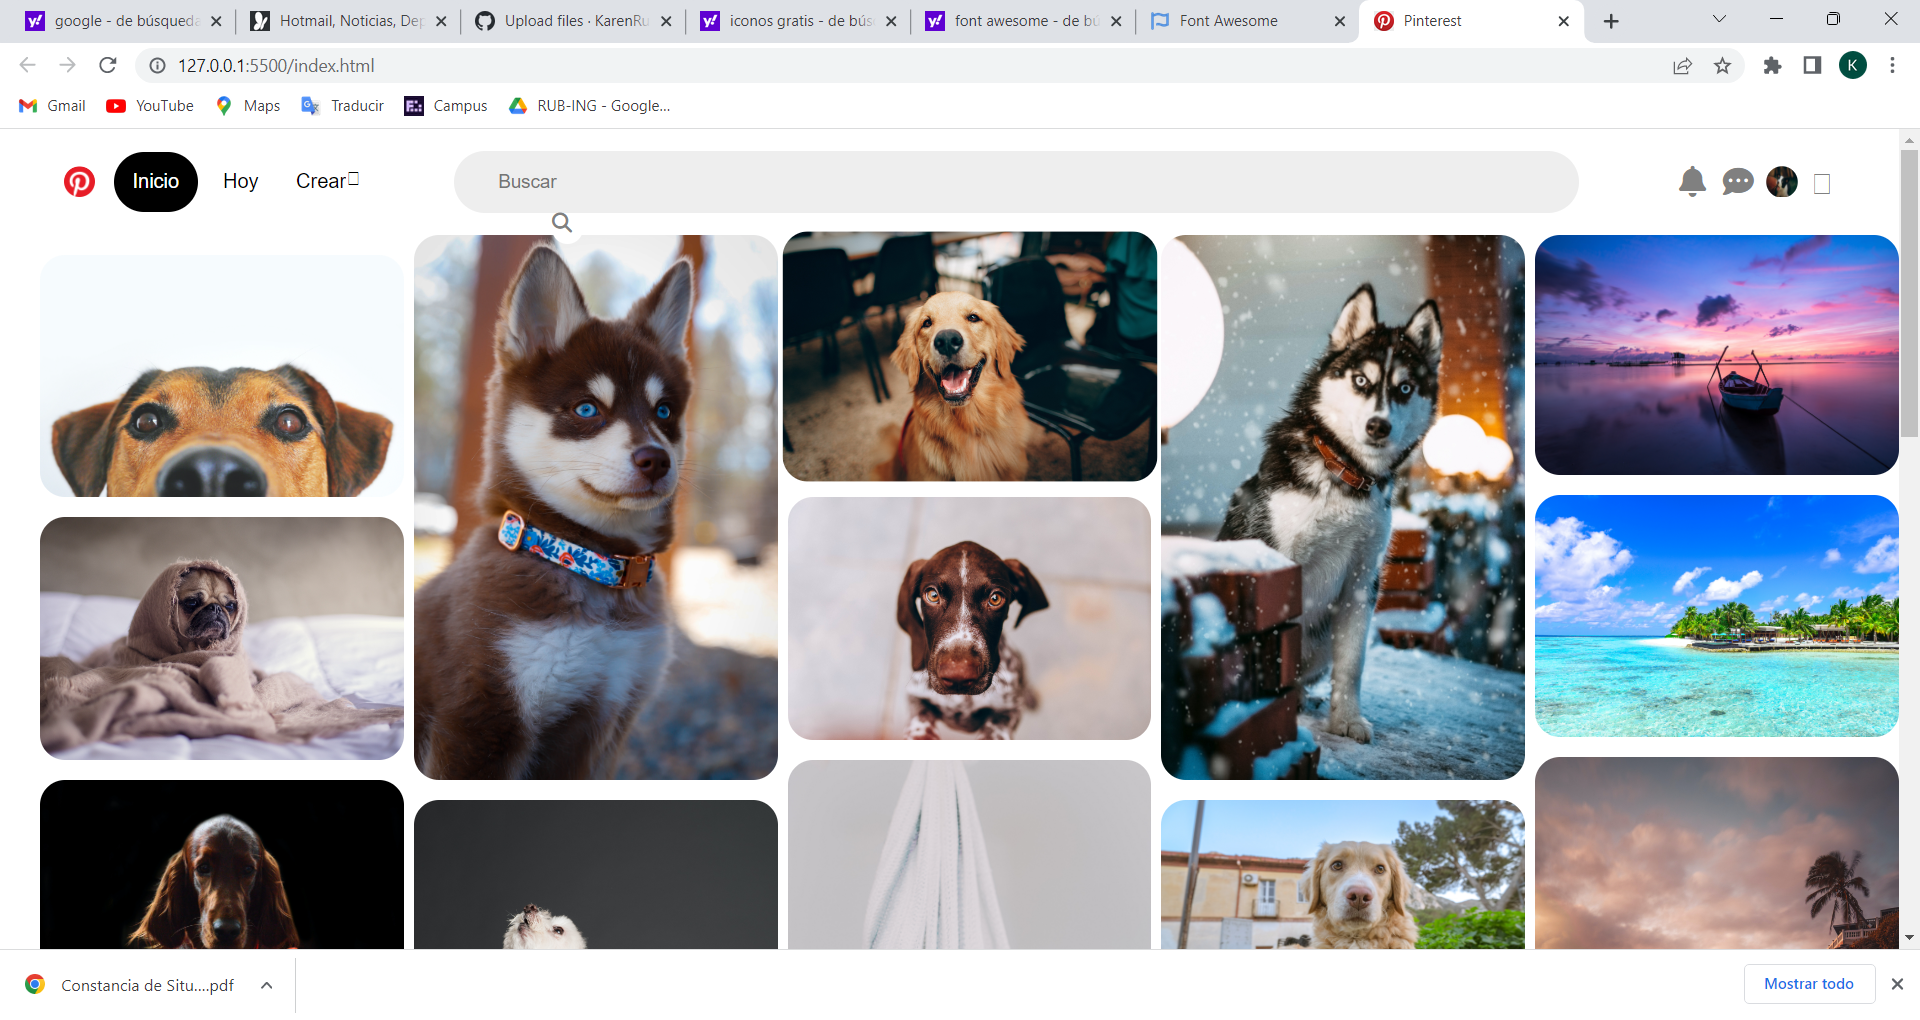 google - de búsqueda
Hotmail, Noticias, Dep
Upload files · KarenRu
iconos gratis - de bús
font awesome - de bú
Font Awesome
Pinterest
127.0.0.1:5500/index.html
K
Gmail
YouTube
Maps
Traducir
Campus
RUB-ING - Google...
Inicio
Hoy
Crear
Buscar
Constancia de Situ....pdf
Mostrar todo